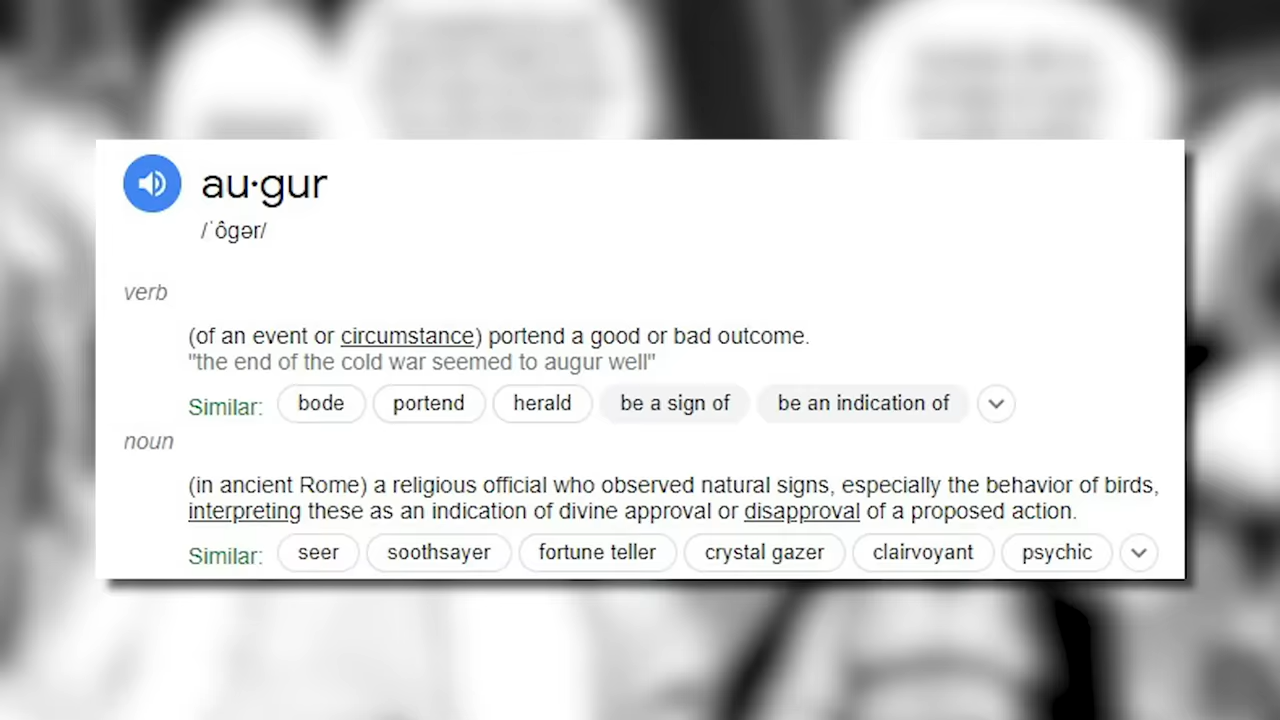 au·gur
/ˈôɡər/
verb
(of an event or circumstance) portend a good or bad outcome.
"the end of the cold war seemed to augur well"
Similar: bode portend herald be a sign of be an indication of
noun
(in ancient Rome) a religious official who observed natural signs, especially the behavior of birds,
interpreting these as an indication of divine approval or disapproval of a proposed action.
Similar: seer soothsayer fortune teller crystal gazer clairvoyant psychic